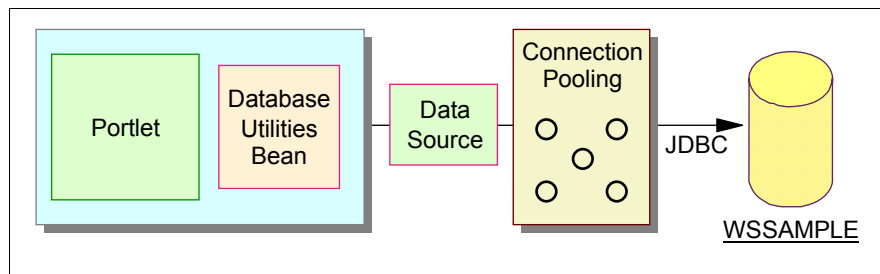 Portlet
Database
Utilities
Bean
Data
Source
Connection
Pooling
JDBC
WSSAMPLE